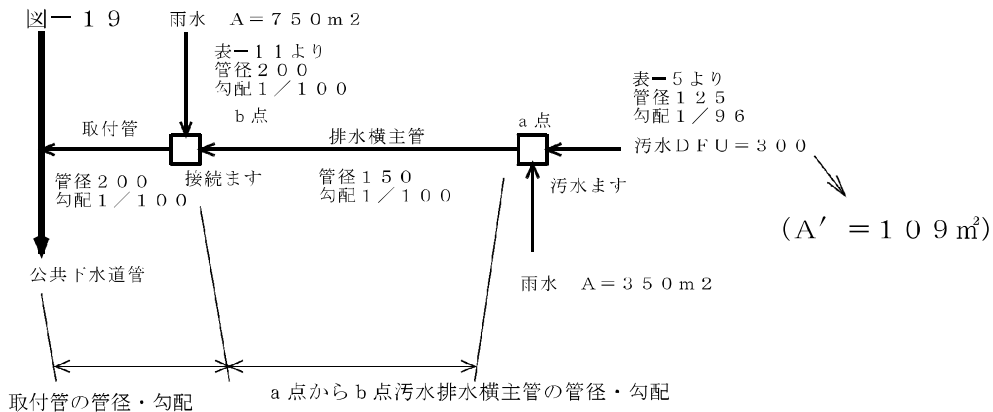 図－１９
雨水　Ａ＝７５０ｍ２
表－１１より
管径２００
勾配１／１００
ｂ点
取付管
排水横主管
ａ点
表－５より
管径１２５
勾配１／９６
汚水ＤＦＵ＝３００
管径２００
勾配１／１００
接続ます
管径１５０
勾配１／１００
汚水ます
（Ａ′＝１０９㎡）
公共下水道管
雨水　Ａ＝３５０ｍ２
取付管の管径・勾配
ａ点からｂ点汚水排水横主管の管径・勾配